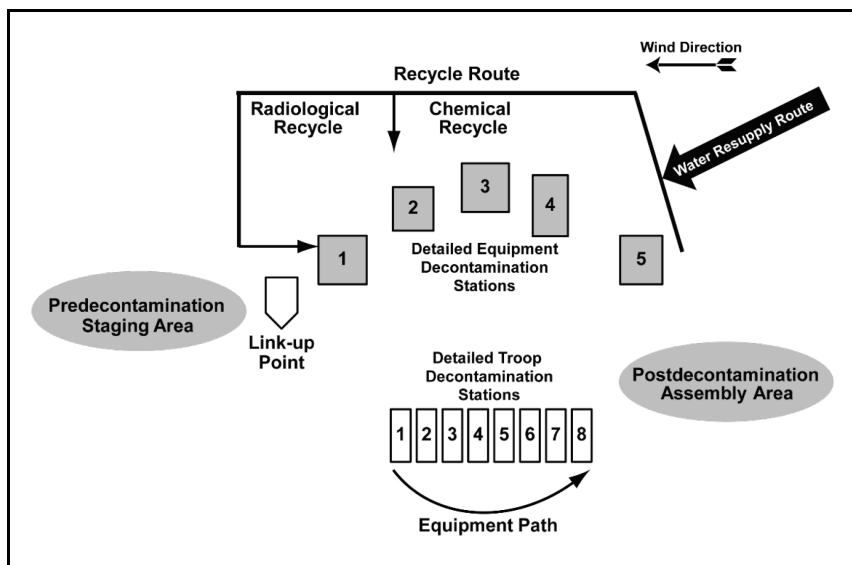 Wind Direction
Recycle Route
Radiological
Recycle
Chemical
Recycle
Water Resupply Route
3
2
4
1
5
Detailed Equipment
Decontamination
Stations
Predecontamination
Staging Area
Link-up
Point
Detailed Troop
Decontamination
Stations
Postdecontamination
Assembly Area
1 2 3 4 5 6 7 8
Equipment Path